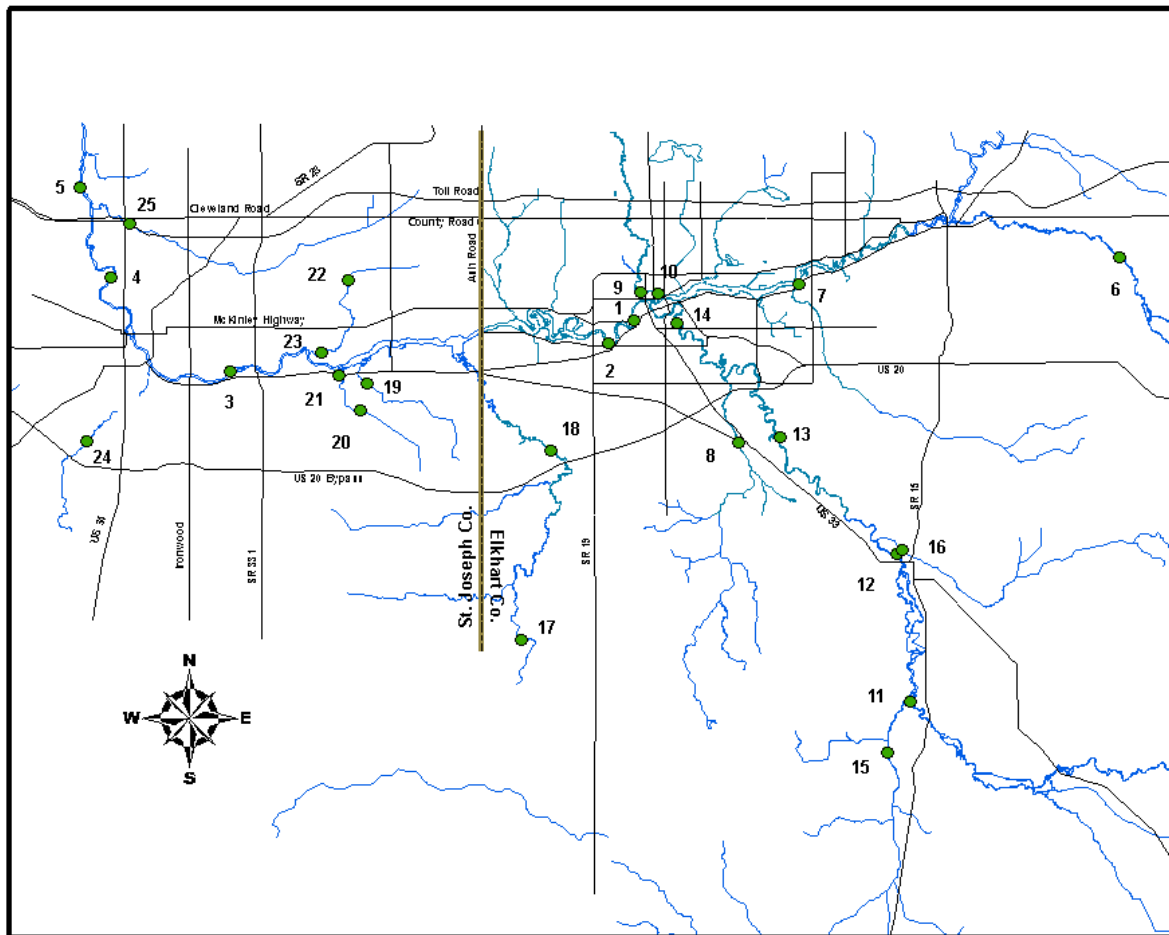 5
25
SR 23
Toll Road
Cleveland Road
County Road
Ash Road
4
22
10
9
7
6
1
14
McKinley Highway
23
2
US 20
3
19
21
20
18
13
24
8
US 20 Bypass
SR 15
US 33
US 31
Ironwood
SR 331
St. Joseph Co.
Elkhart Co.
SR 19
16
12
17
N
11
W
E
S
15